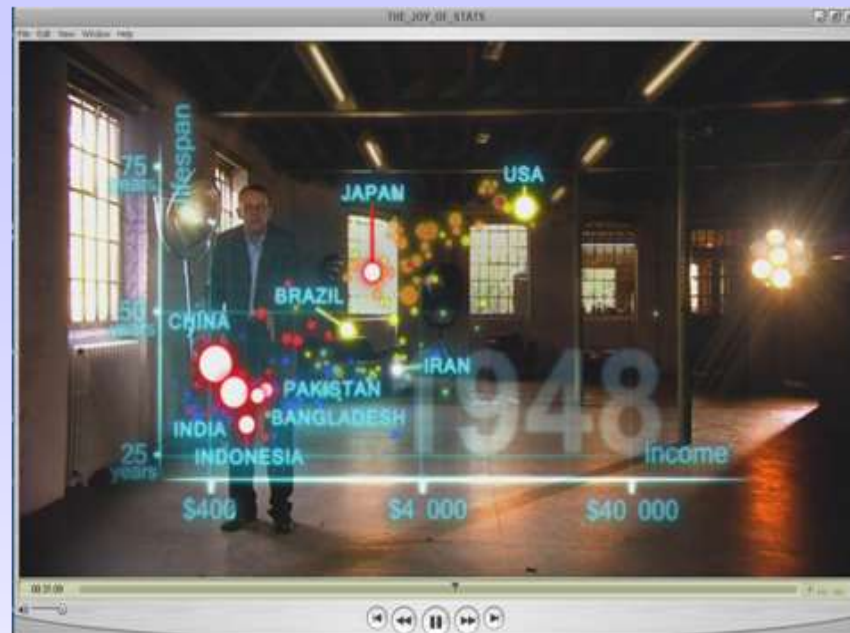 THE_JOY_OF_STATS
File Edit View Window Help
lifespan
75
years
USA
JAPAN
BRAZIL
50
years
CHINA
IRAN
1948
PAKISTAN
BANGLADESH
INDIA
INDONESIA
25
years
income
$400
$4 000
$40 000